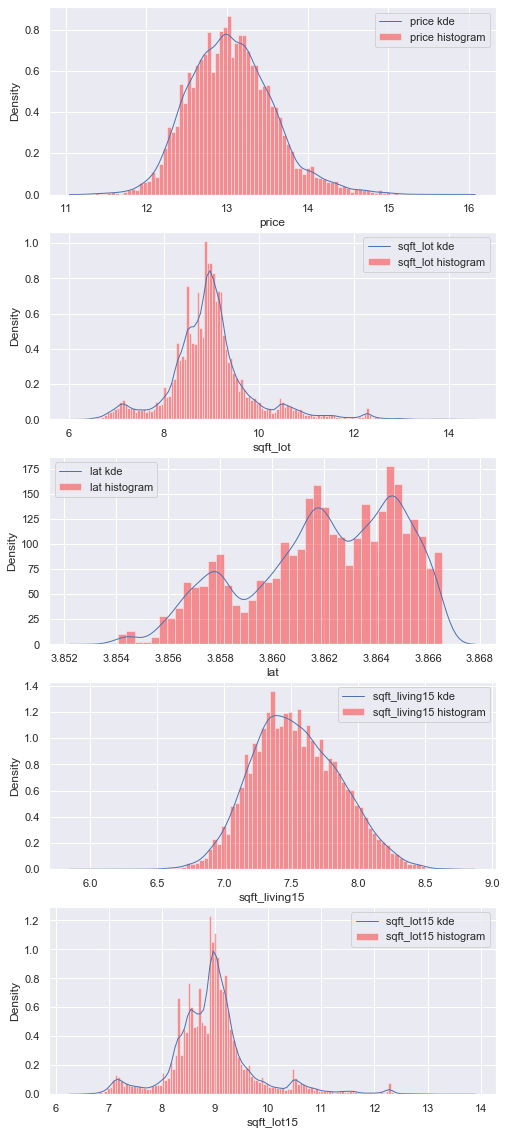 price kde
price histogram
0.8
0.6
0.4
0.2
0.0
Density
11 12 13 14 15 16
price
sqft_lot kde
sqft_lot histogram
1.0
0.8
0.6
0.4
0.2
0.0
Density
6 8 10 12 14
sqft_lot
lat kde
lat histogram
175
150
125
100
75
50
25
0
Density
3.852 3.854 3.856 3.858 3.860 3.862 3.864 3.866 3.868
lat
sqft_living15 kde
sqft_living15 histogram
1.4
1.2
1.0
0.8
0.6
0.4
0.2
0.0
Density
6.0 6.5 7.0 7.5 8.0 8.5 9.0
sqft_living15
sqft_lot15 kde
sqft_lot15 histogram
1.2
1.0
0.8
0.6
0.4
0.2
0.0
Density
6 7 8 9 10 11 12 13 14
sqft_lot15